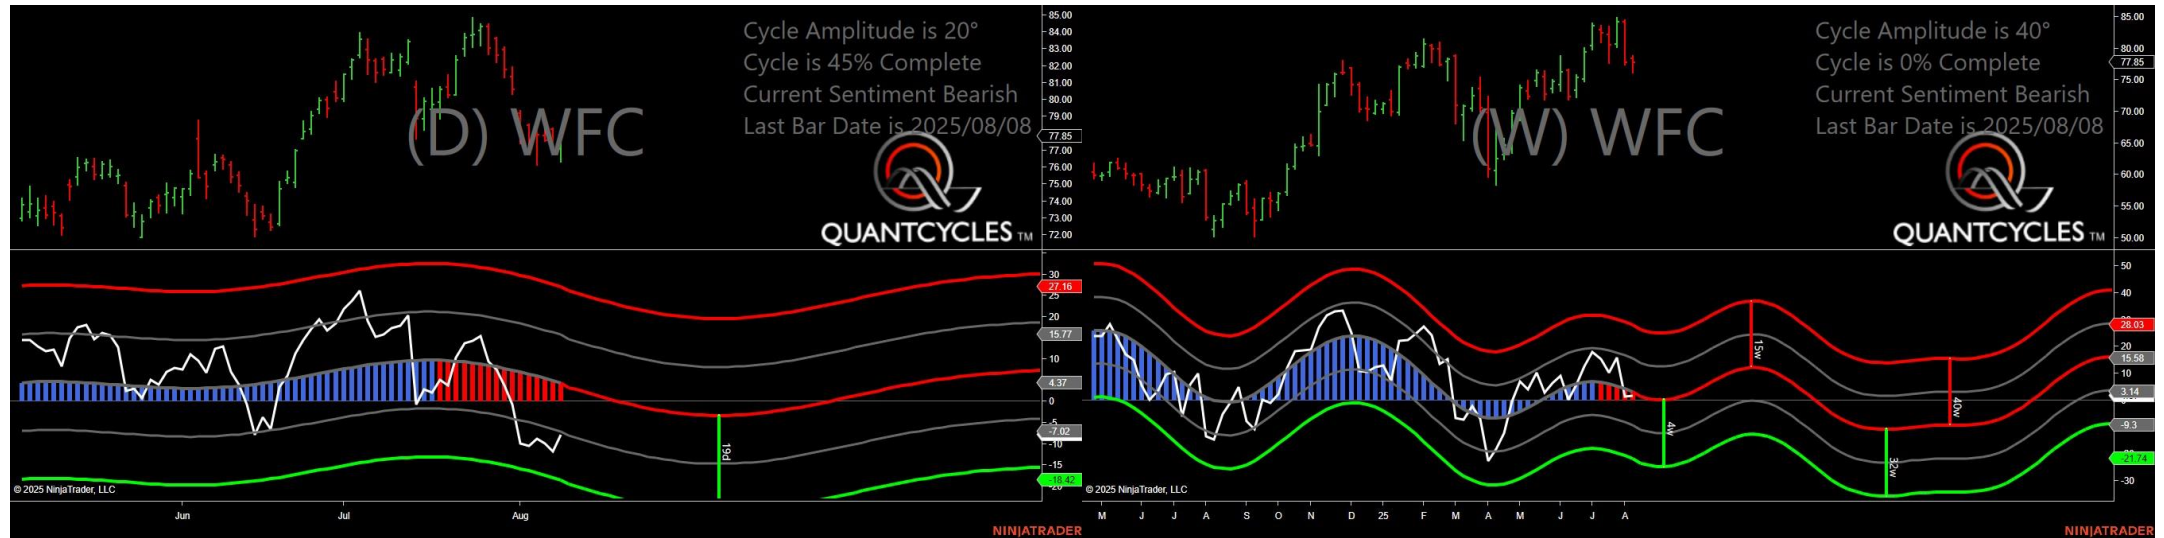 Cycle Amplitude is 20°
Cycle is 45% Complete
Current Sentiment Bearish
Last Bar Date is 2025/08/08
(D) WFC
QUANTCYCLES TM
85.00
84.00
83.00
82.00
81.00
80.00
79.00
77.85
77.00
76.00
75.00
74.00
73.00
72.00
30
27.16
25
20
15.77
10
4.37
0
-5
-7.02
-10
-15
-18.42
19d
© 2025 NinjaTrader, LLC
Jun Jul Aug
NINJATRADER
Cycle Amplitude is 40°
Cycle is 0% Complete
Current Sentiment Bearish
Last Bar Date is 2025/08/08
(W) WFC
QUANTCYCLES TM
85.00
80.00
77.85
75.00
70.00
65.00
60.00
55.00
50.00
50
40
28.03
20
15.58
10
3.14
-9.3
-21.74
-30
4w
15w
32w
40w
© 2025 NinjaTrader, LLC
M J J A S O N D 25 F M A M J J A
NINJATRADER